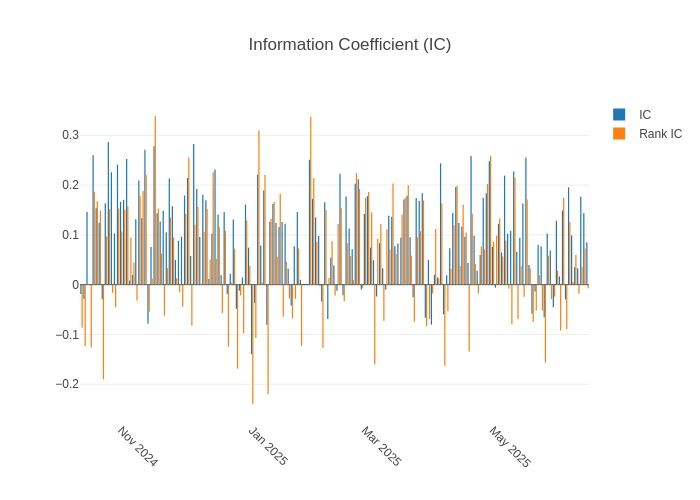 Information Coefficient (IC)
IC
Rank IC
0.3
0.2
0.1
0
−0.1
−0.2
Nov 2024
Jan 2025
Mar 2025
May 2025